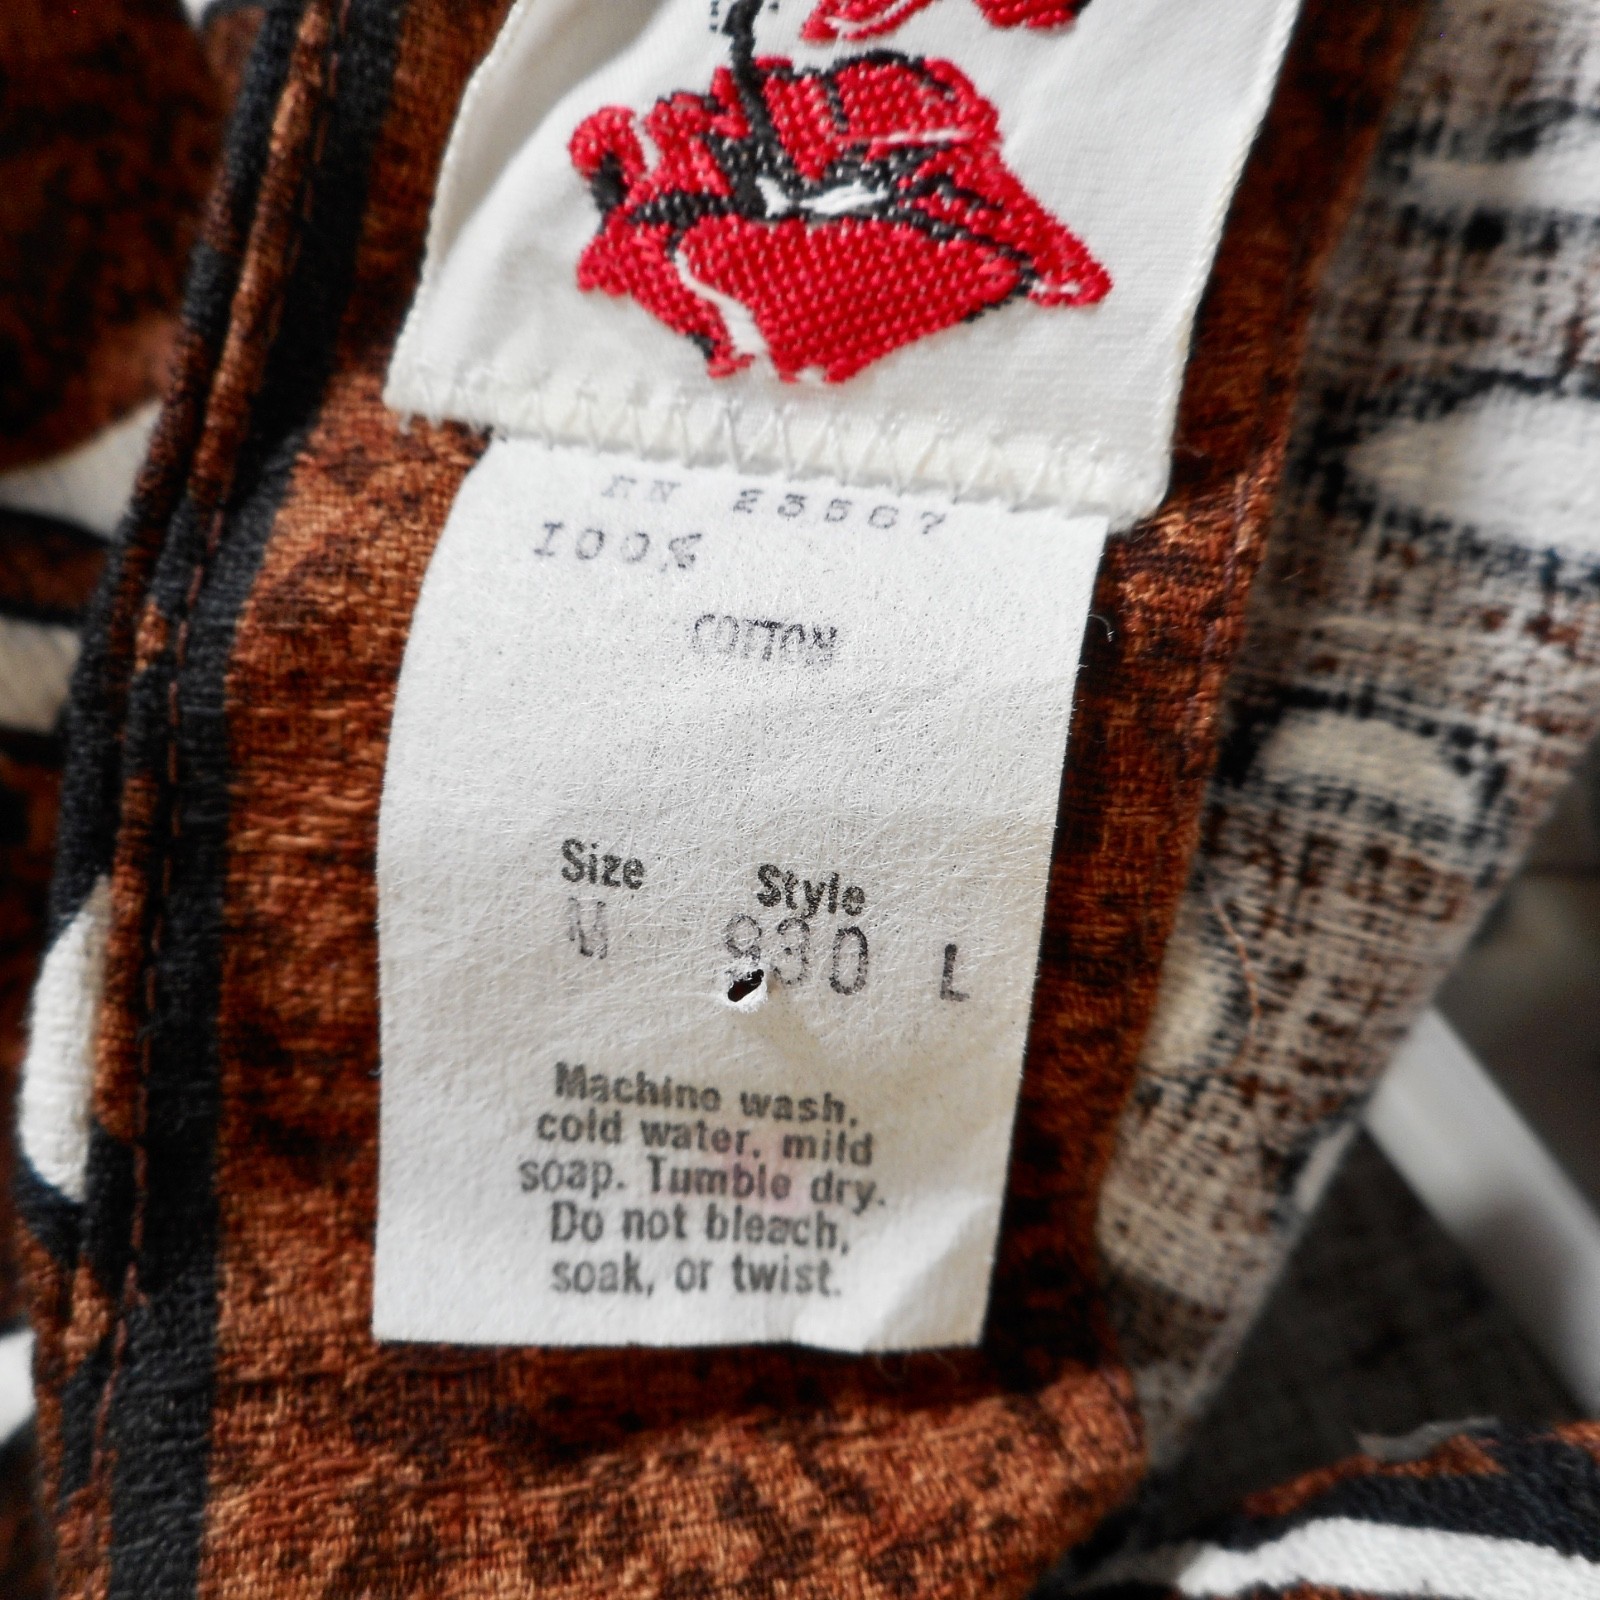 RN 23567
100%
COTTON
Size Style
M 930 L
Machine wash,
cold water, mild
soap. Tumble dry.
Do not bleach,
soak, or twist.